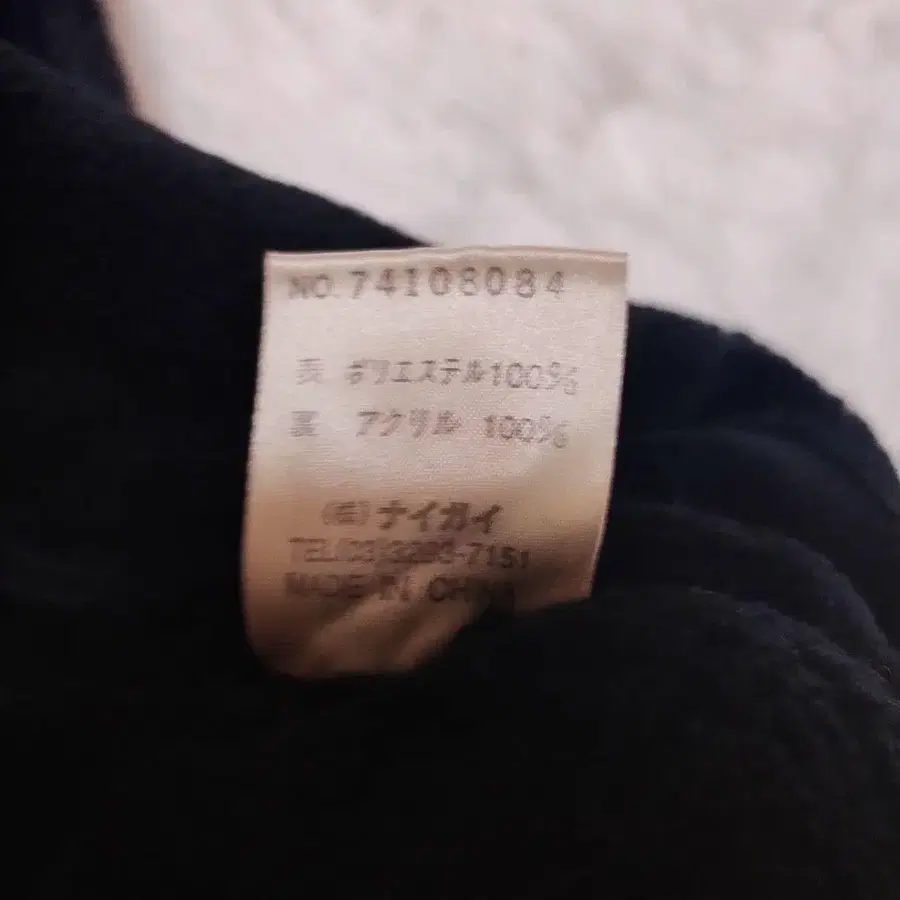 NO.74108084
表 ポリエステル100%
裏 アクリル 100%
(株)ナイガイ
TEL(03)3293-7151
MADE IN CHINA